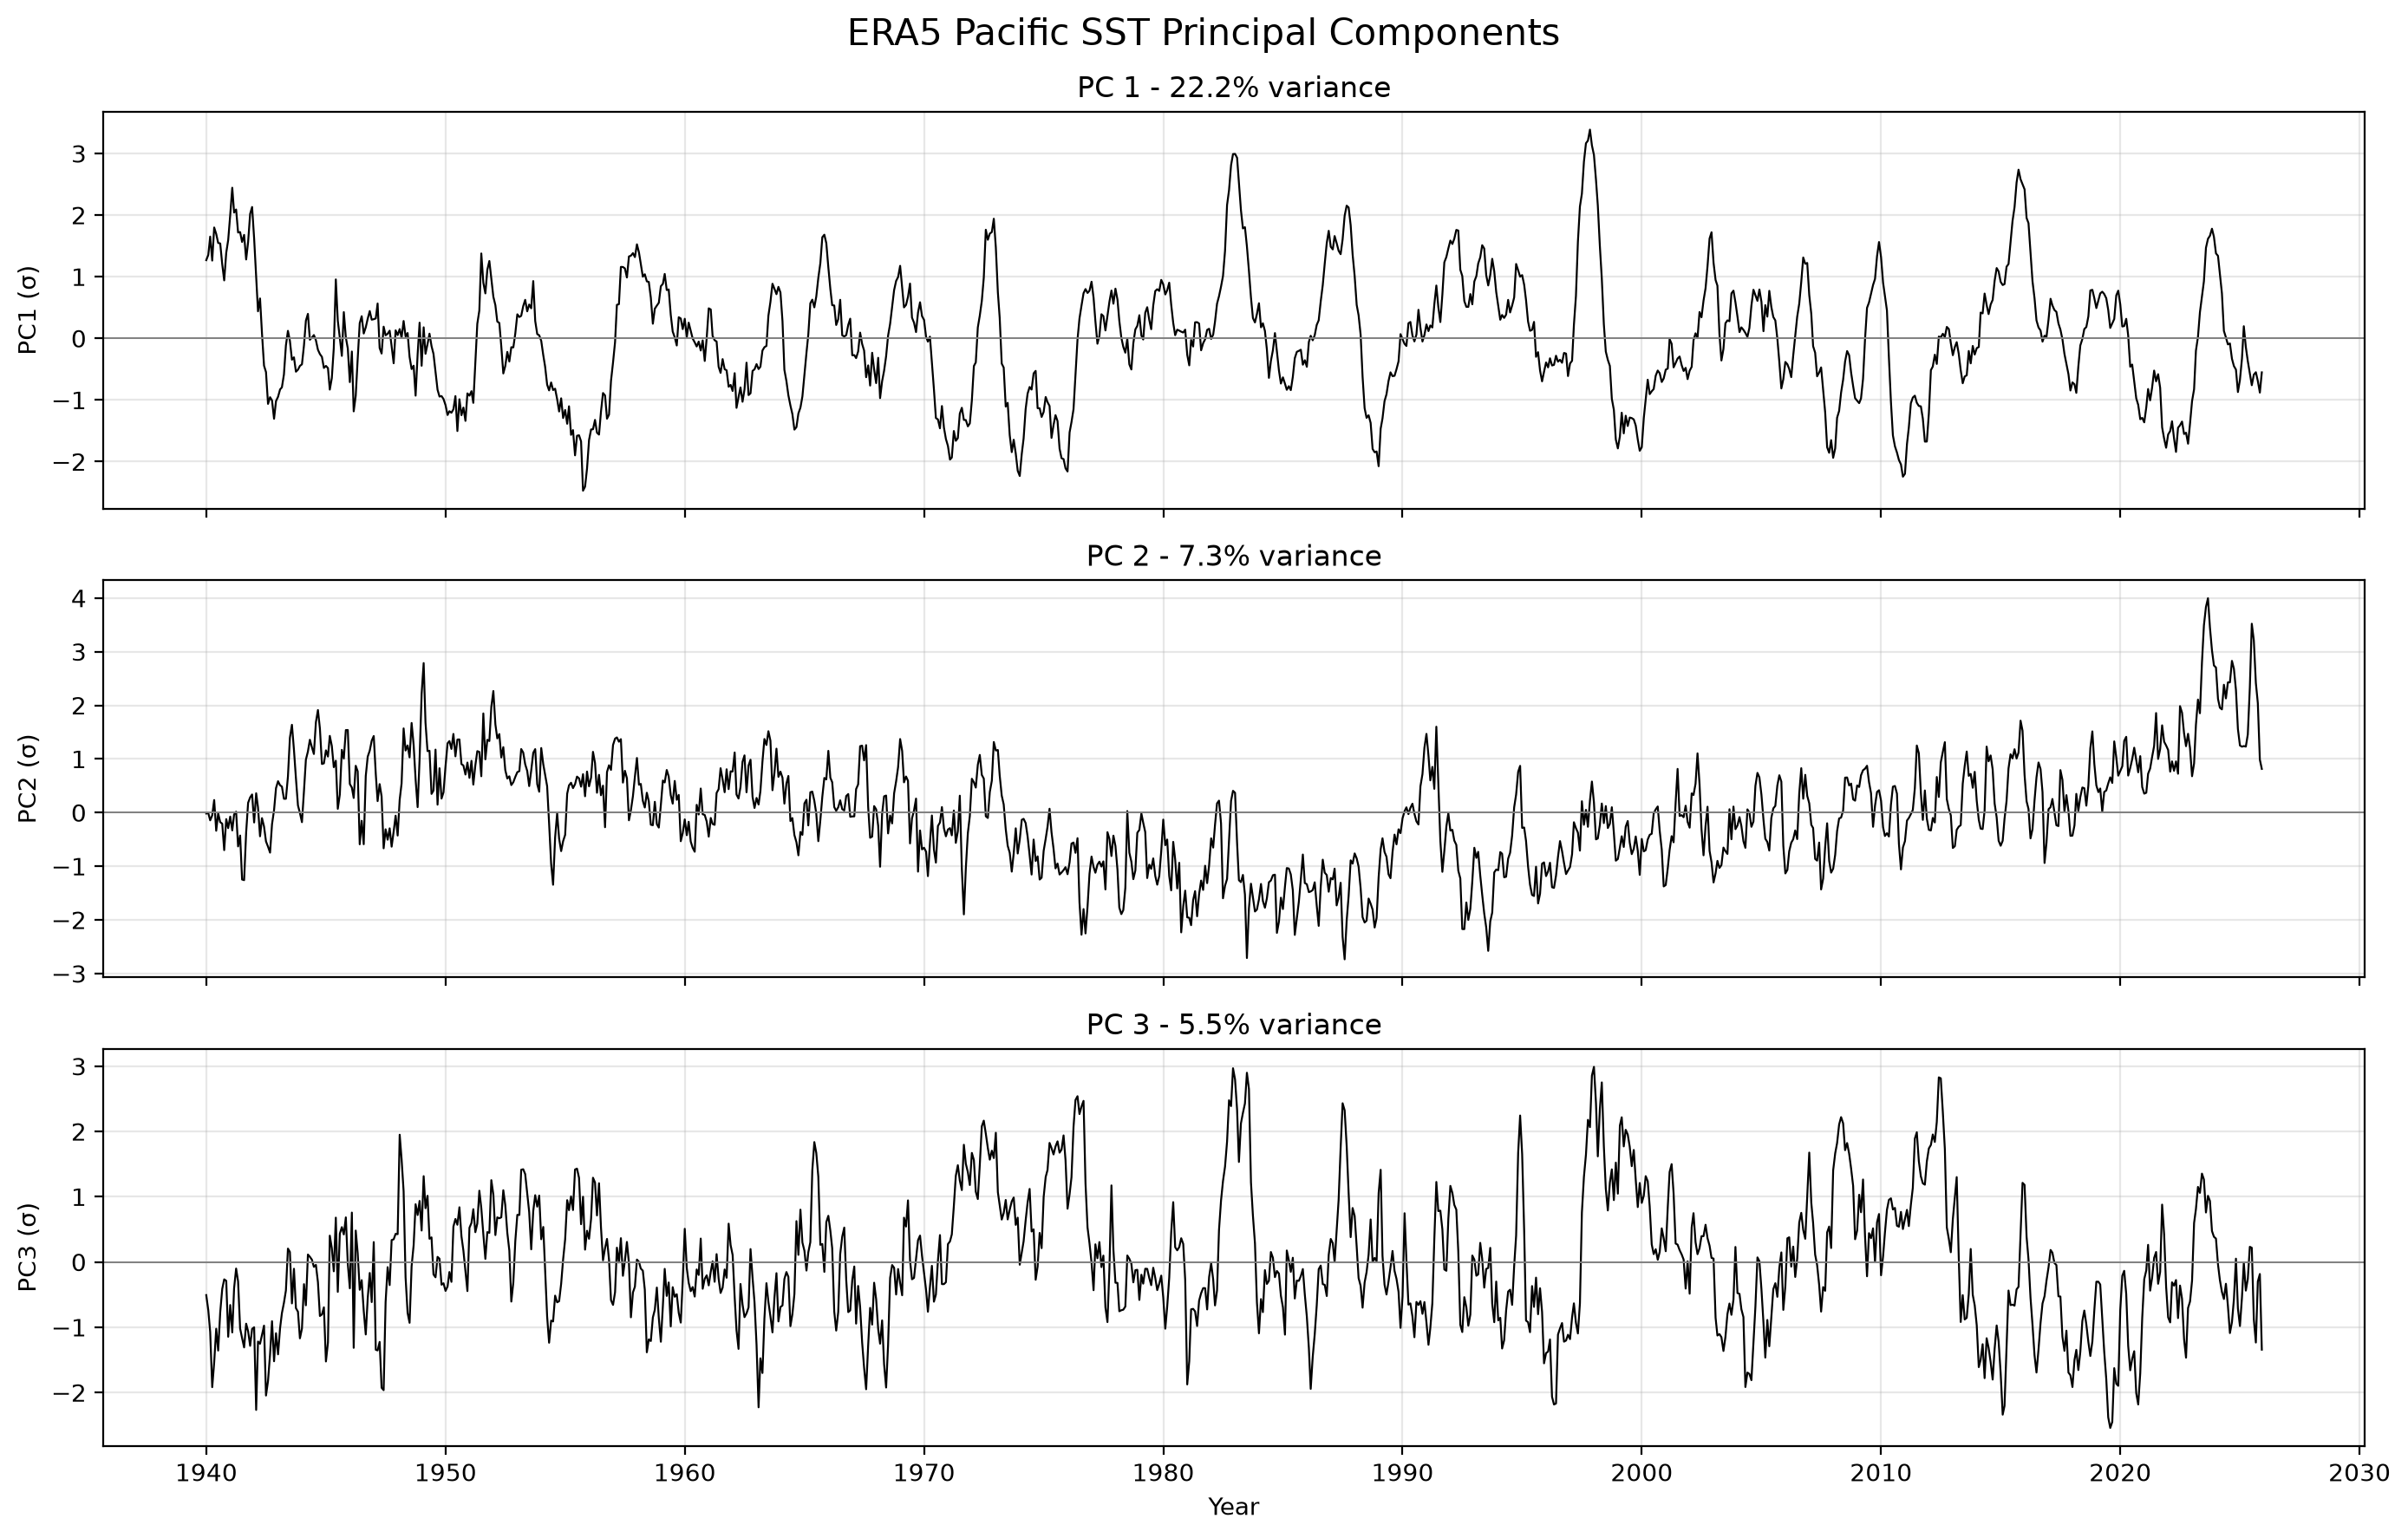 ERA5 Pacific SST Principal Components
PC 1 - 22.2% variance
3
2
1
0
−1
−2
PC1 (σ)
PC 2 - 7.3% variance
4
3
2
1
0
−1
−2
−3
PC2 (σ)
PC 3 - 5.5% variance
3
2
1
0
−1
−2
PC3 (σ)
1940 1950 1960 1970 1980 1990 2000 2010 2020 2030
Year